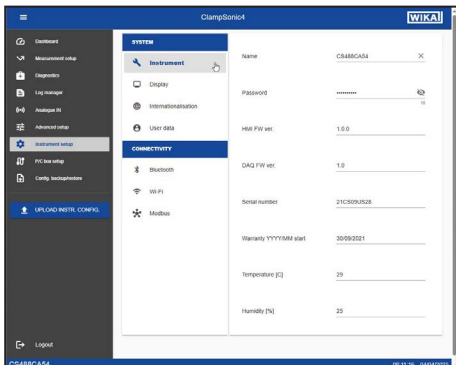 ClampSonic4
WIKAI
Dashboard
Measurement setup
Diagnostics
Log manager
Analogue IN
Advanced setup
Instrument setup
P/C box setup
Config. backup/restore
UPLOAD INSTR. CONFIG.
Logout
SYSTEM
Instrument
Display
Internationalisation
User data
CONNECTIVITY
Bluetooth
Wi-Fi
Modbus
Name CS488CA54
Password ••••••••••
10
HMI FW ver. 1.0.0
DAQ FW ver. 1.0
Serial number 21CS09US28
Warranty YYYY/MM start 30/09/2021
Temperature [C] 29
Humidity [%] 25
CS488CA54